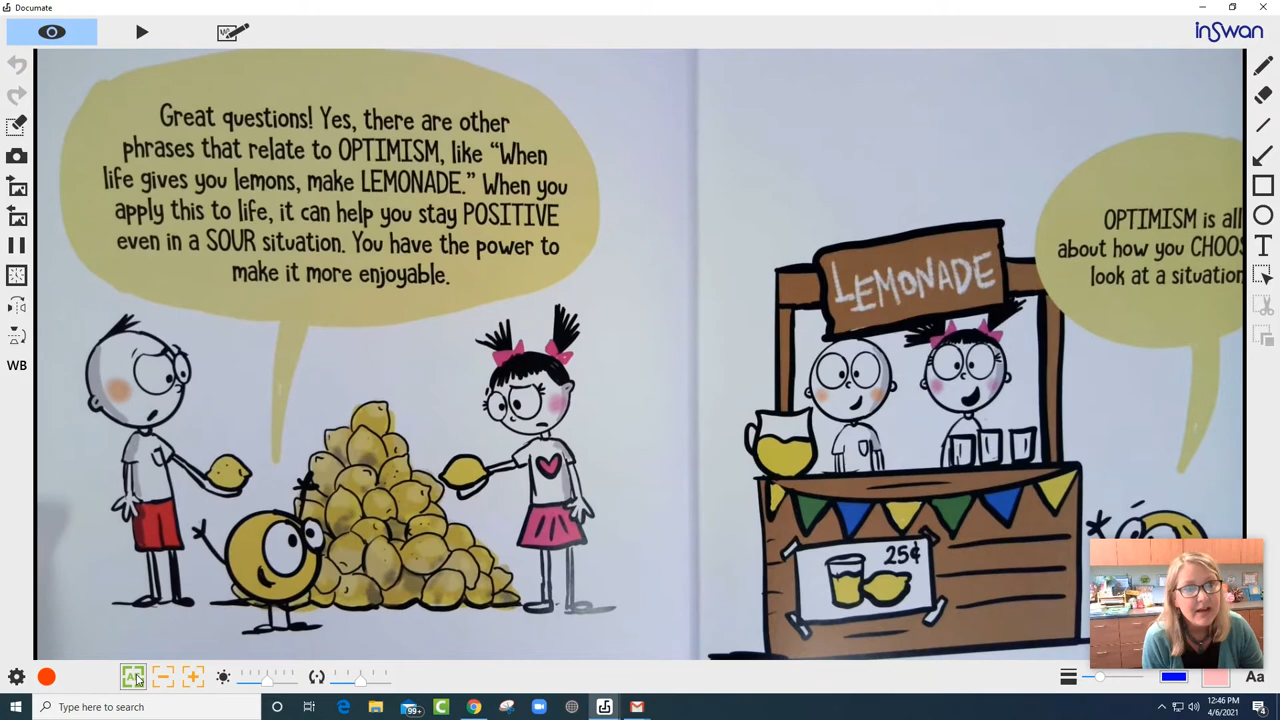 Documate
inswan
Great questions! Yes, there are other
phrases that relate to OPTIMISM, like “When
life gives you lemons, make LEMONADE.” When you
apply this to life, it can help you stay POSITIVE
even in a SOUR situation. You have the power to
make it more enjoyable.
LEMONADE
OPTIMISM is all
about how you CHOOS
look at a situation
25¢
T
WB
A
Aa
Type here to search
99+
12:46 PM
4/6/2021
4